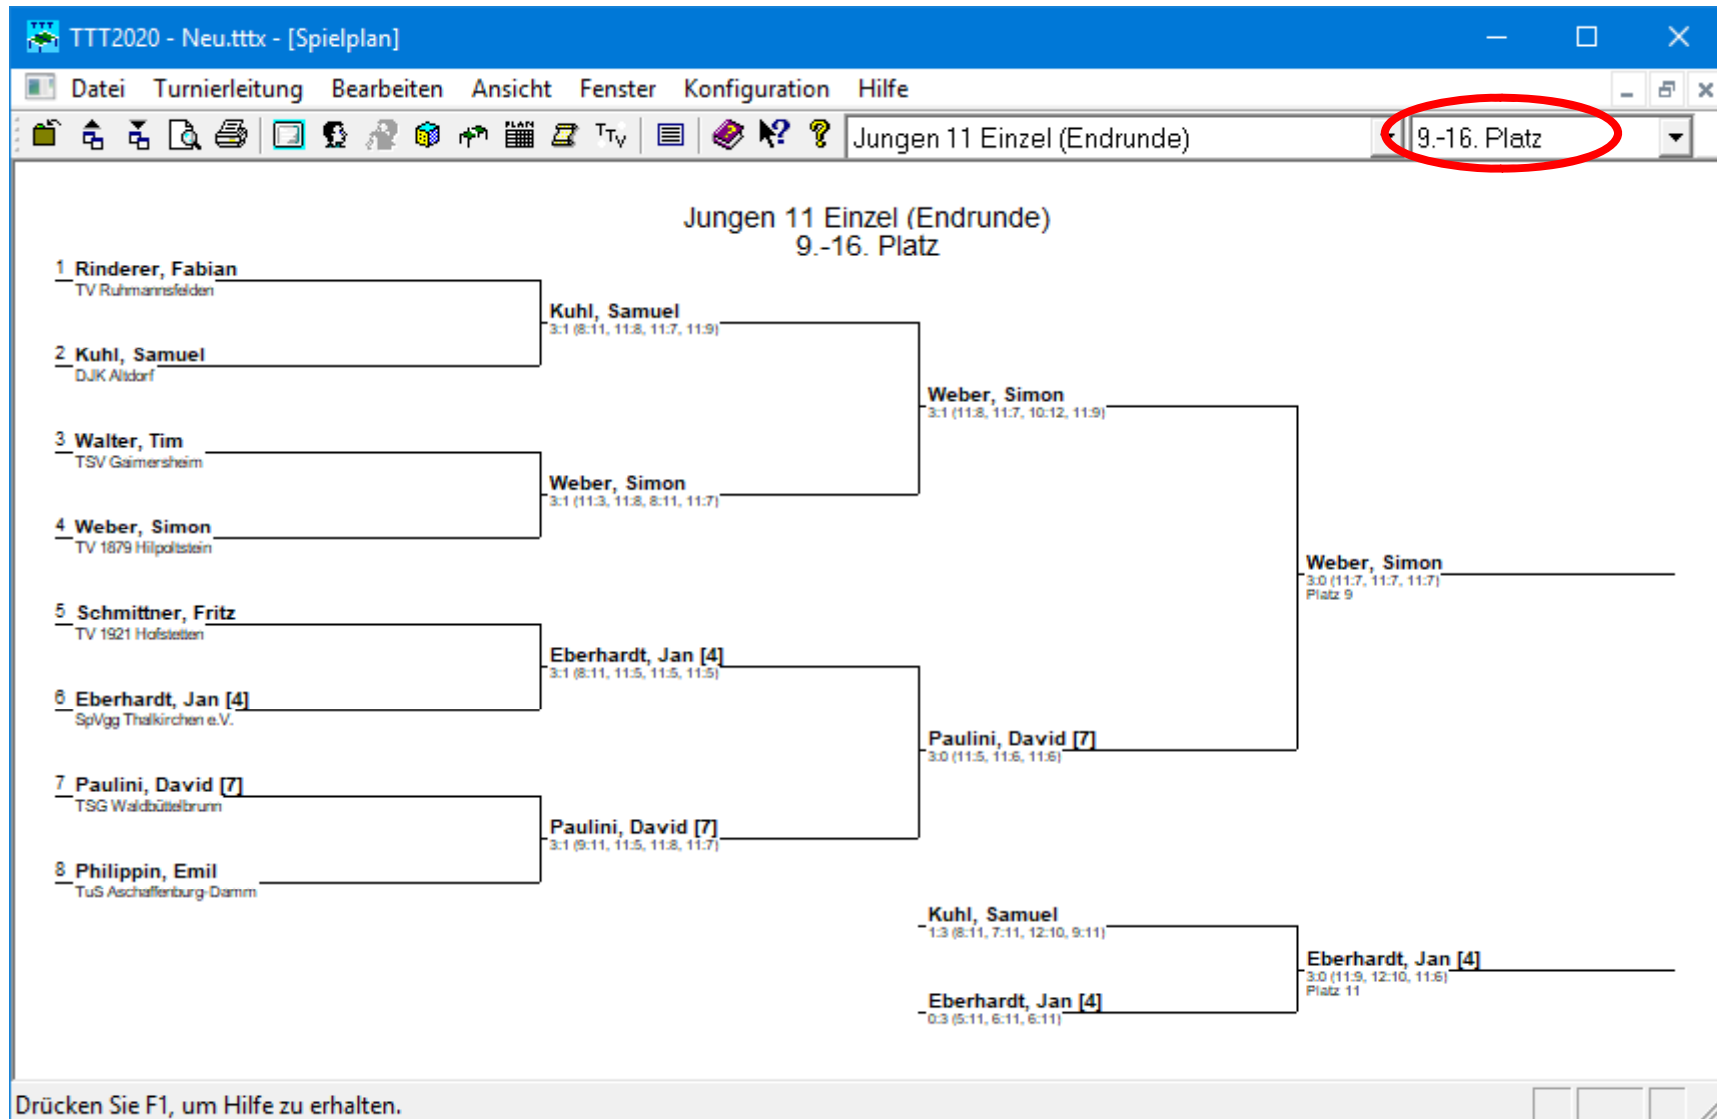 TTT2020 - Neu.tttx - [Spielplan]
Datei Turnierleitung Bearbeiten Ansicht Fenster Konfiguration Hilfe
Jungen 11 Einzel (Endrunde) 9.-16. Platz
Jungen 11 Einzel (Endrunde)
9.-16. Platz
1 Rinderer, Fabian
TV Ruhmannsfelden
Kuhl, Samuel
3:1 (8:11, 11:8, 11:7, 11:9)
2 Kuhl, Samuel
DJK Altdorf
Weber, Simon
3:1 (11:8, 11:7, 10:12, 11:9)
3 Walter, Tim
TSV Gaimersheim
Weber, Simon
3:1 (11:3, 11:8, 8:11, 11:7)
4 Weber, Simon
TV 1879 Hilpoltstein
Weber, Simon
3:0 (11:7, 11:7, 11:7)
Platz 9
5 Schmittner, Fritz
TV 1921 Hofstetten
Eberhardt, Jan [4]
3:1 (8:11, 11:5, 11:5, 11:5)
6 Eberhardt, Jan [4]
SpVgg Thalkirchen e.V.
Paulini, David [7]
3:0 (11:5, 11:6, 11:6)
7 Paulini, David [7]
TSG Waldbüttelbrunn
Paulini, David [7]
3:1 (9:11, 11:5, 11:8, 11:7)
8 Philippin, Emil
TuS Aschaffenburg-Damm
Kuhl, Samuel
1:3 (8:11, 7:11, 12:10, 9:11)
Eberhardt, Jan [4]
3:0 (11:9, 12:10, 11:6)
Platz 11
Eberhardt, Jan [4]
0:3 (5:11, 6:11, 6:11)
Drücken Sie F1, um Hilfe zu erhalten.